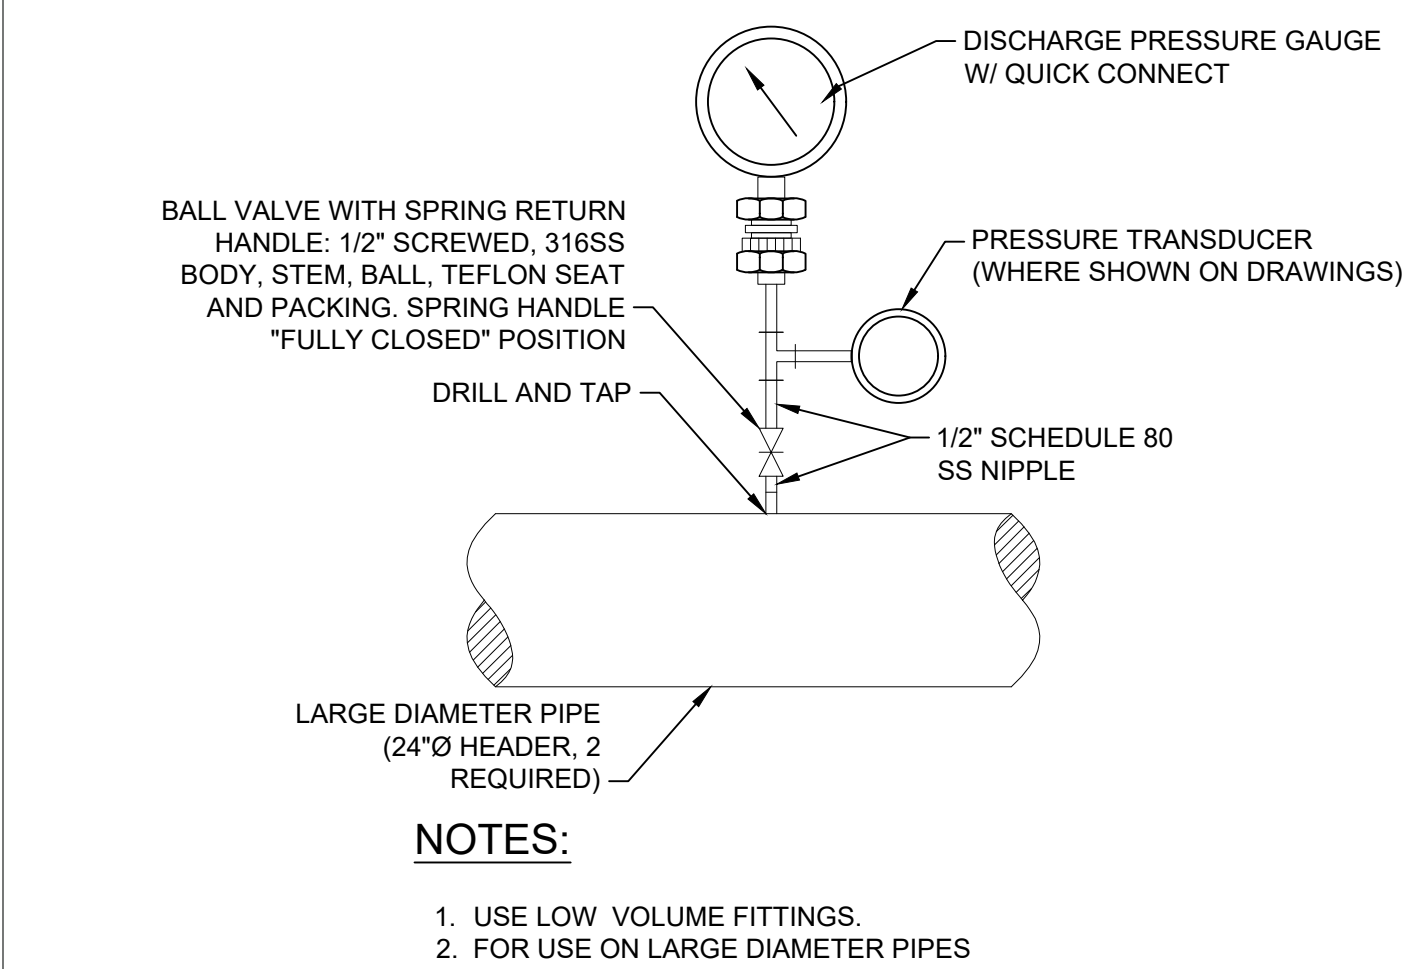 DISCHARGE PRESSURE GAUGE
W/ QUICK CONNECT
BALL VALVE WITH SPRING RETURN
HANDLE: 1/2" SCREWED, 316SS
BODY, STEM, BALL, TEFLON SEAT
AND PACKING. SPRING HANDLE
"FULLY CLOSED" POSITION
PRESSURE TRANSDUCER
(WHERE SHOWN ON DRAWINGS)
DRILL AND TAP
1/2" SCHEDULE 80
SS NIPPLE
LARGE DIAMETER PIPE
(24"Ø HEADER, 2
REQUIRED)
NOTES:
1. USE LOW VOLUME FITTINGS.
2. FOR USE ON LARGE DIAMETER PIPES